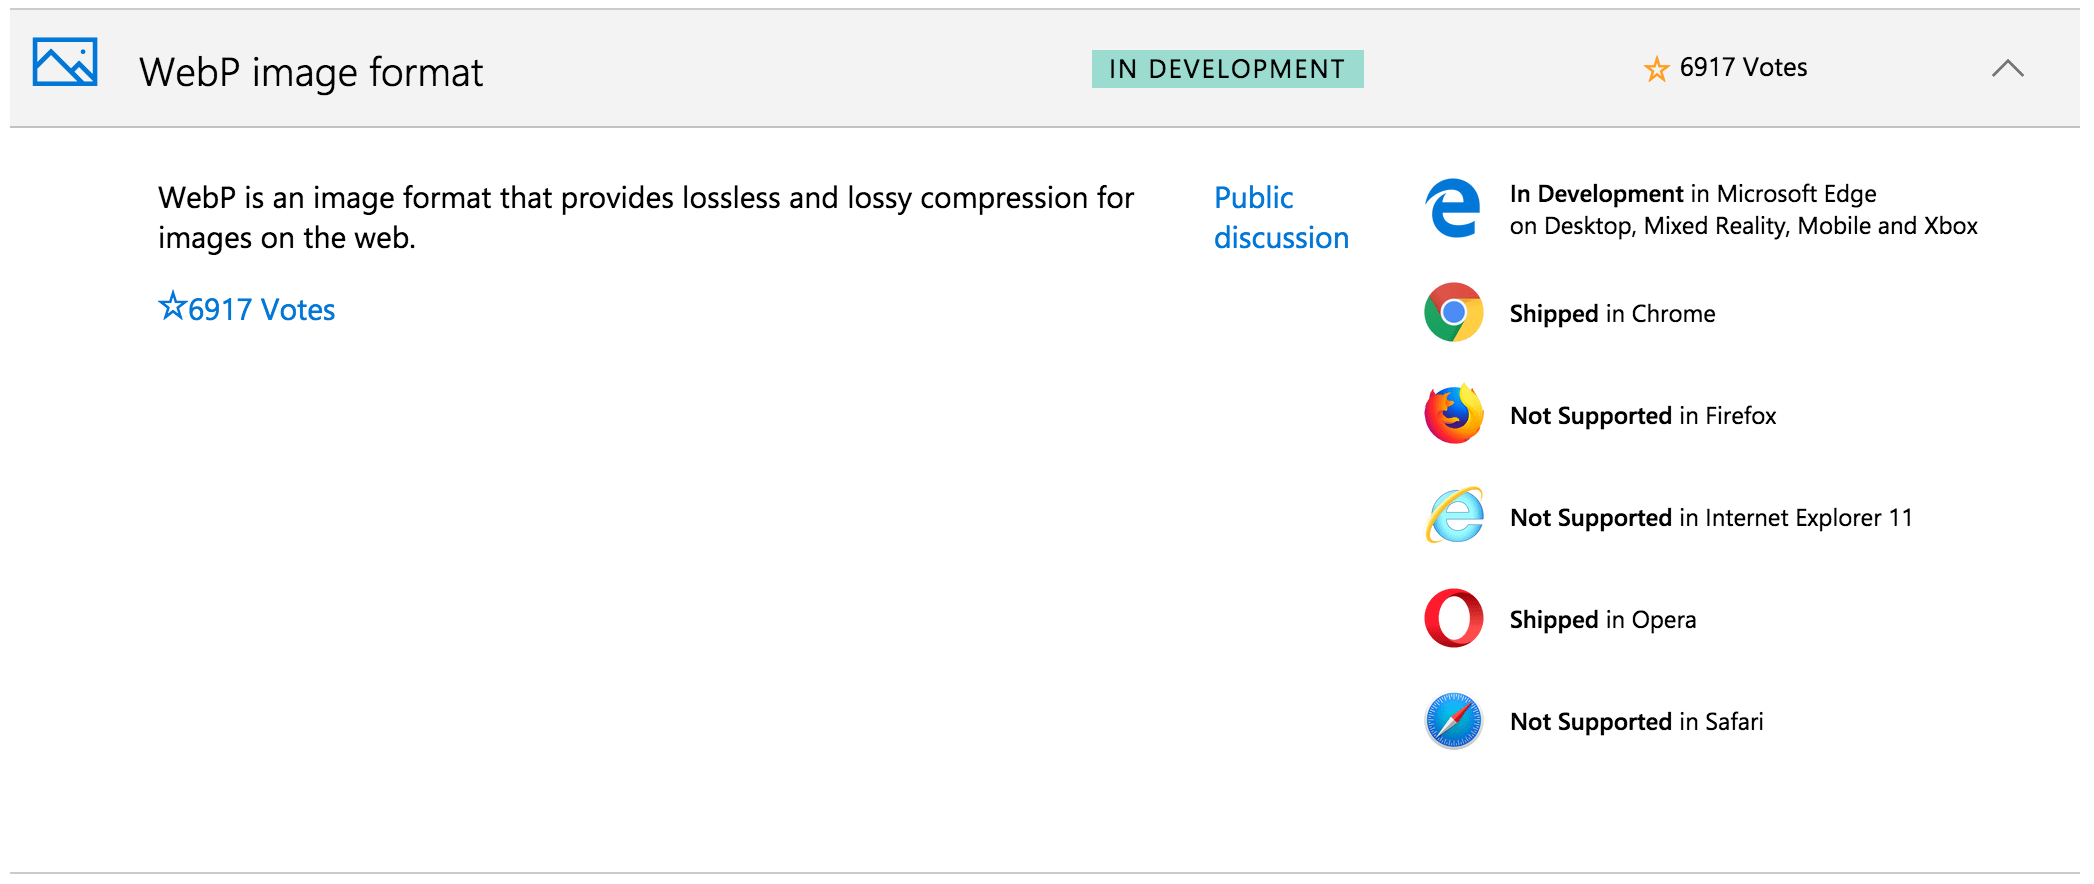 WebP image format
IN DEVELOPMENT
6917 Votes
WebP is an image format that provides lossless and lossy compression for
images on the web.
6917 Votes
Public
discussion
In Development in Microsoft Edge
on Desktop, Mixed Reality, Mobile and Xbox
Shipped in Chrome
Not Supported in Firefox
Not Supported in Internet Explorer 11
Shipped in Opera
Not Supported in Safari